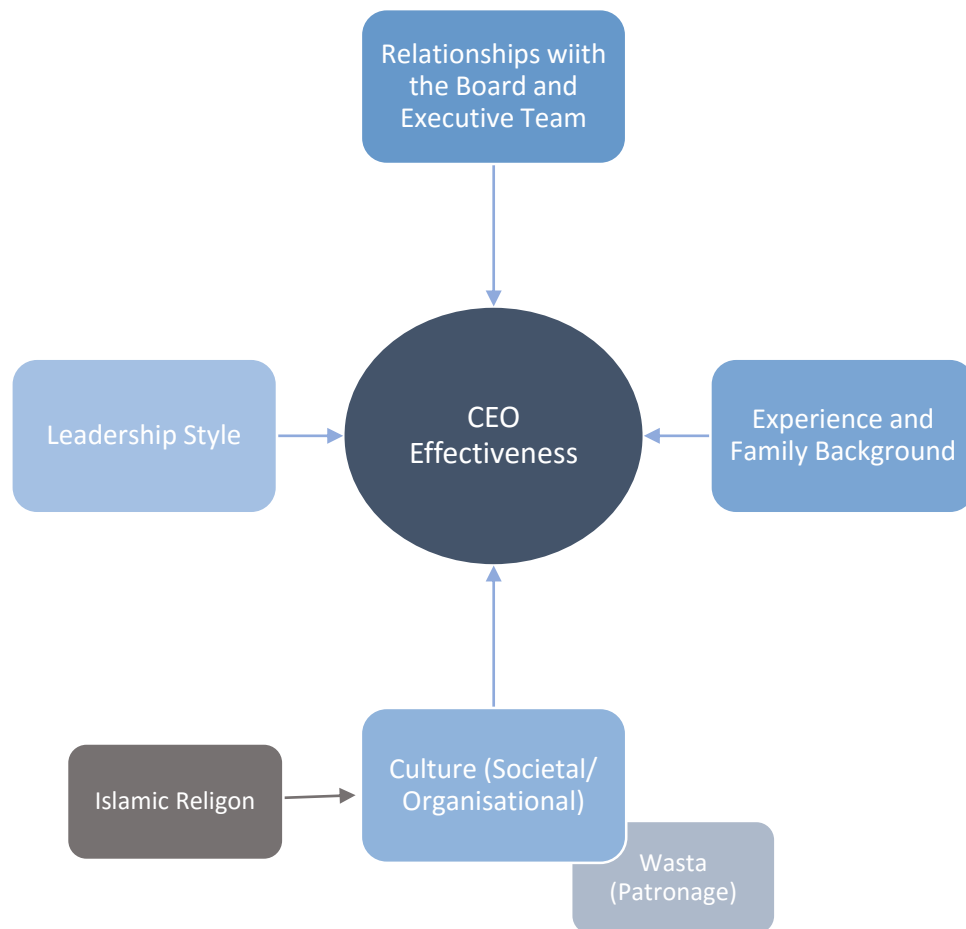 Relationships wiith
the Board and
Executive Team
Leadership Style
CEO
Effectiveness
Experience and
Family Background
Islamic Religon
Culture (Societal/
Organisational)
Wasta
(Patronage)